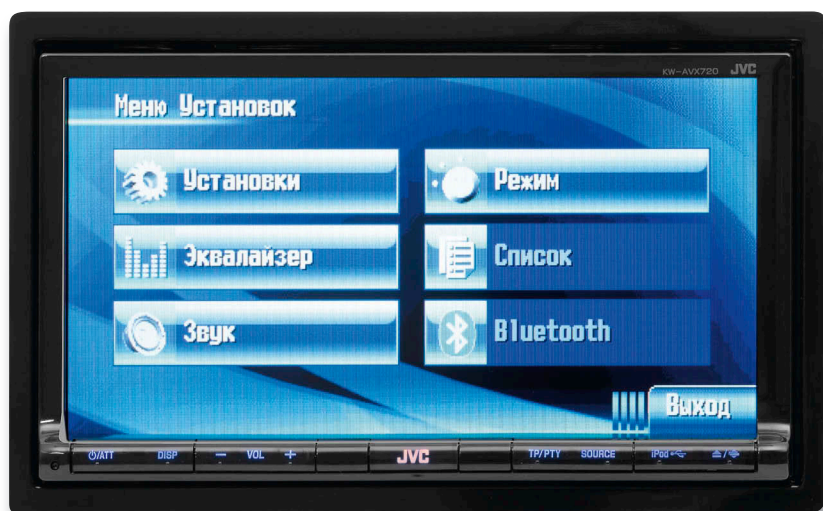 KW-AVX720 JVC
Меню Установок
Установки
Режим
Эквалайзер
Список
Звук
Bluetooth
Выход
⏻/ATT DISP − VOL + JVC TP/PTY SOURCE iPod ⏏/